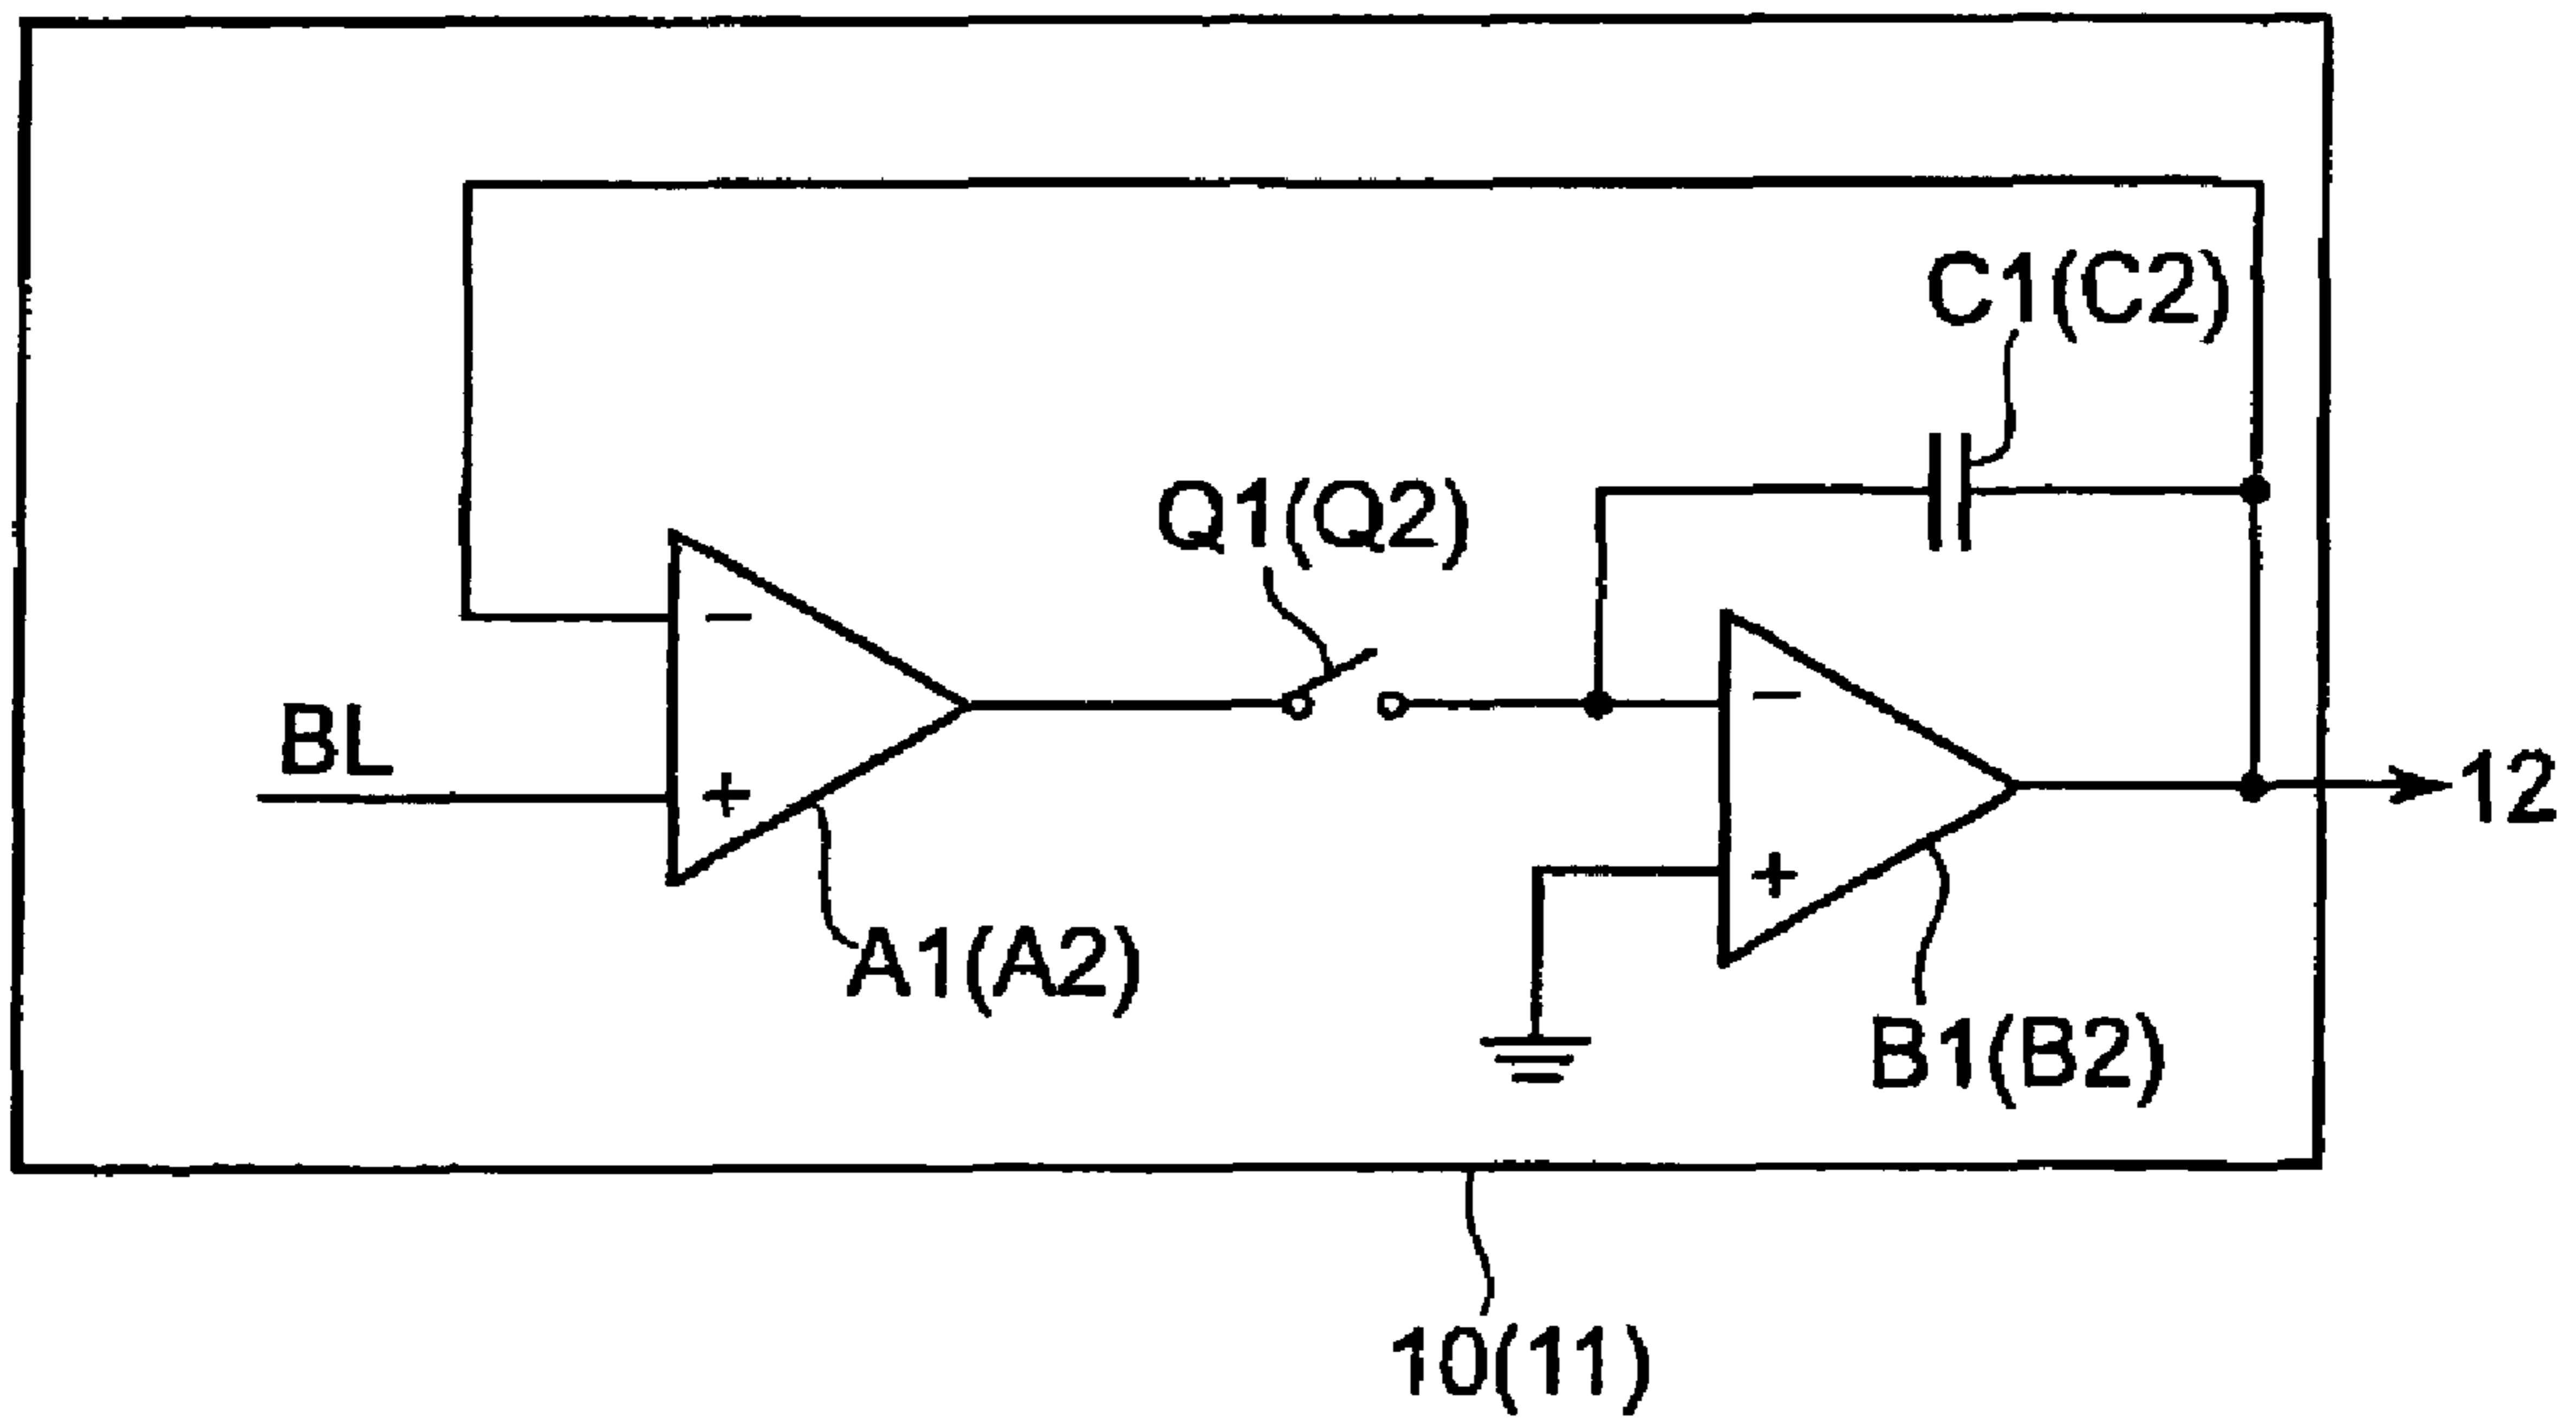 C1(C2)
Q1(Q2)
−
BL
−
+
12
+
A1(A2)
B1(B2)
10(11)